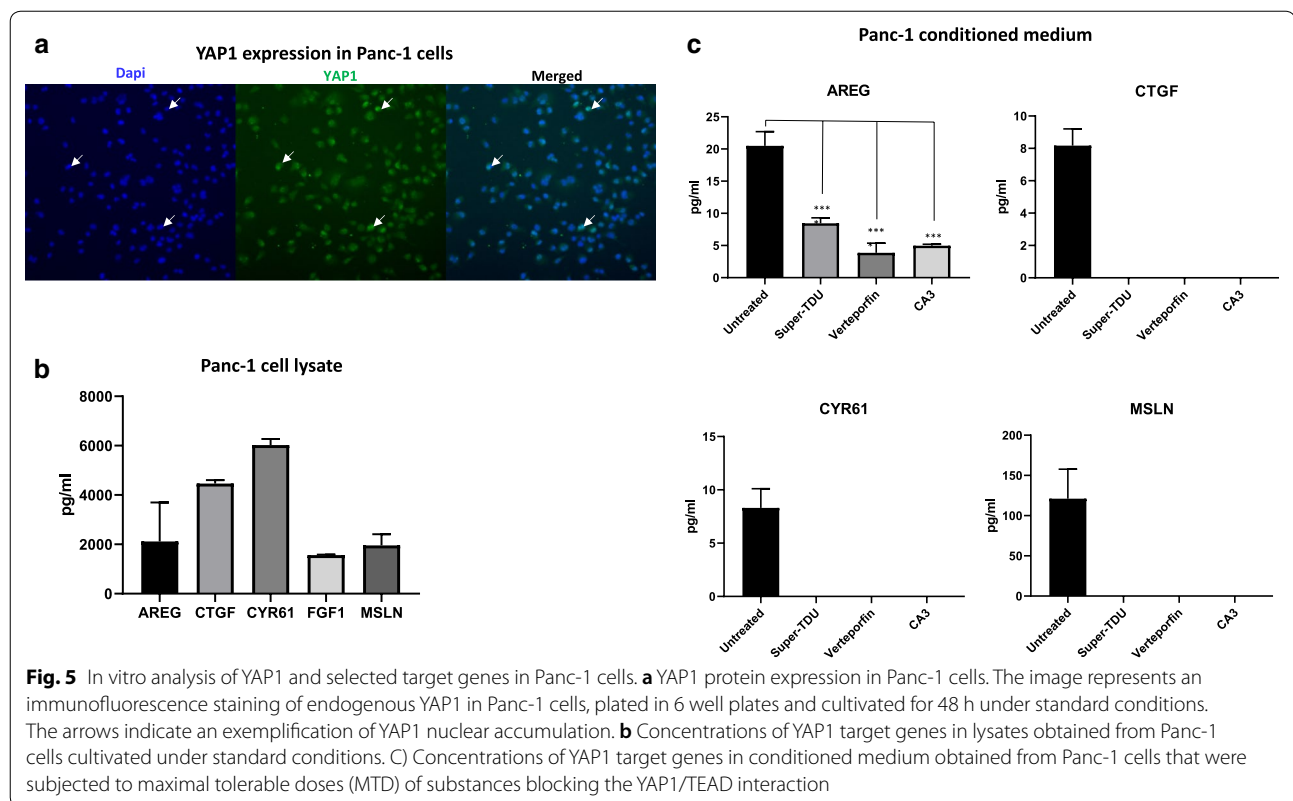 a
YAP1 expression in Panc-1 cells
Dapi YAP1 Merged
b
Panc-1 cell lysate
8000
6000
4000
2000
0
pg/ml
AREG CTGF CYR61 FGF1 MSLN
c
Panc-1 conditioned medium
AREG
25
20
15
10
5
0
pg/ml
***
*
***
*
***
Untreated Super-TDU Verteporfin CA3
CTGF
10
8
6
4
2
0
pg/ml
Untreated Super-TDU Verteporfin CA3
CYR61
15
10
5
0
pg/ml
Untreated Super-TDU Verteporfin CA3
MSLN
200
150
100
50
0
pg/ml
Untreated Super-TDU Verteporfin CA3
Fig. 5 In vitro analysis of YAP1 and selected target genes in Panc-1 cells. a YAP1 protein expression in Panc-1 cells. The image represents an
immunofluorescence staining of endogenous YAP1 in Panc-1 cells, plated in 6 well plates and cultivated for 48 h under standard conditions.
The arrows indicate an exemplification of YAP1 nuclear accumulation. b Concentrations of YAP1 target genes in lysates obtained from Panc-1
cells cultivated under standard conditions. C) Concentrations of YAP1 target genes in conditioned medium obtained from Panc-1 cells that were
subjected to maximal tolerable doses (MTD) of substances blocking the YAP1/TEAD interaction